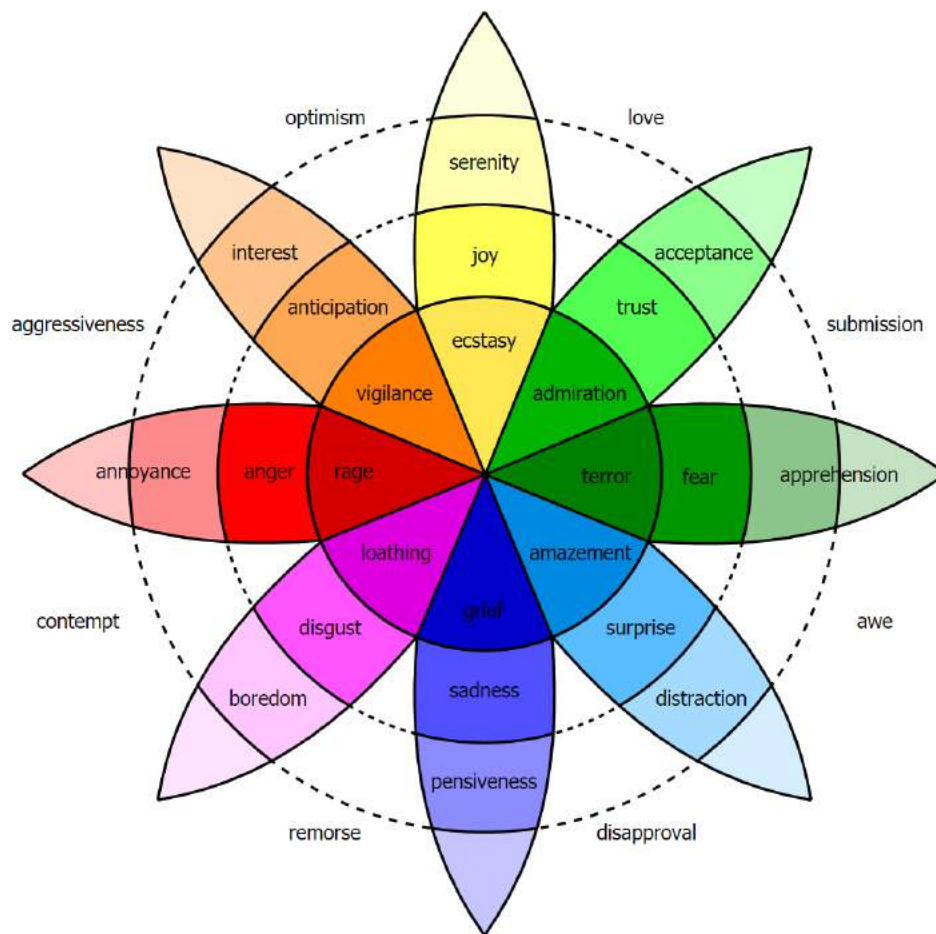 optimism
love
serenity
interest
acceptance
joy
anticipation
trust
aggressiveness
submission
ecstasy
vigilance
admiration
annoyance
anger
rage
terror
fear
apprehension
loathing
amazement
grief
contempt
disgust
surprise
awe
boredom
sadness
distraction
pensiveness
remorse
disapproval